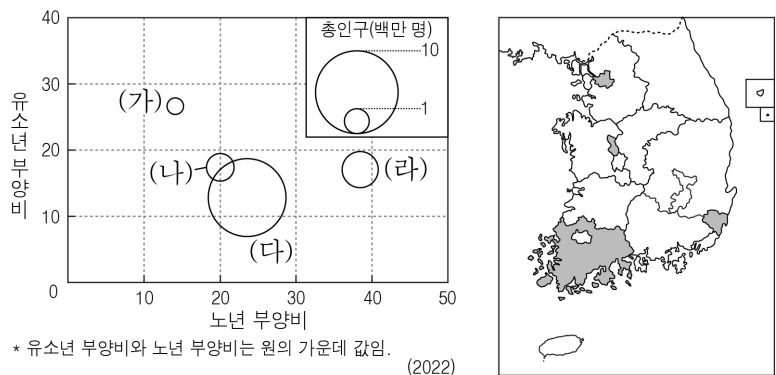 40
30
20
10
0
유소년 부양비
총인구(백만 명)
10
1
(가)
(나)
(라)
(다)
10 20 30 40 50
노년 부양비
* 유소년 부양비와 노년 부양비는 원의 가운데 값임.
(2022)